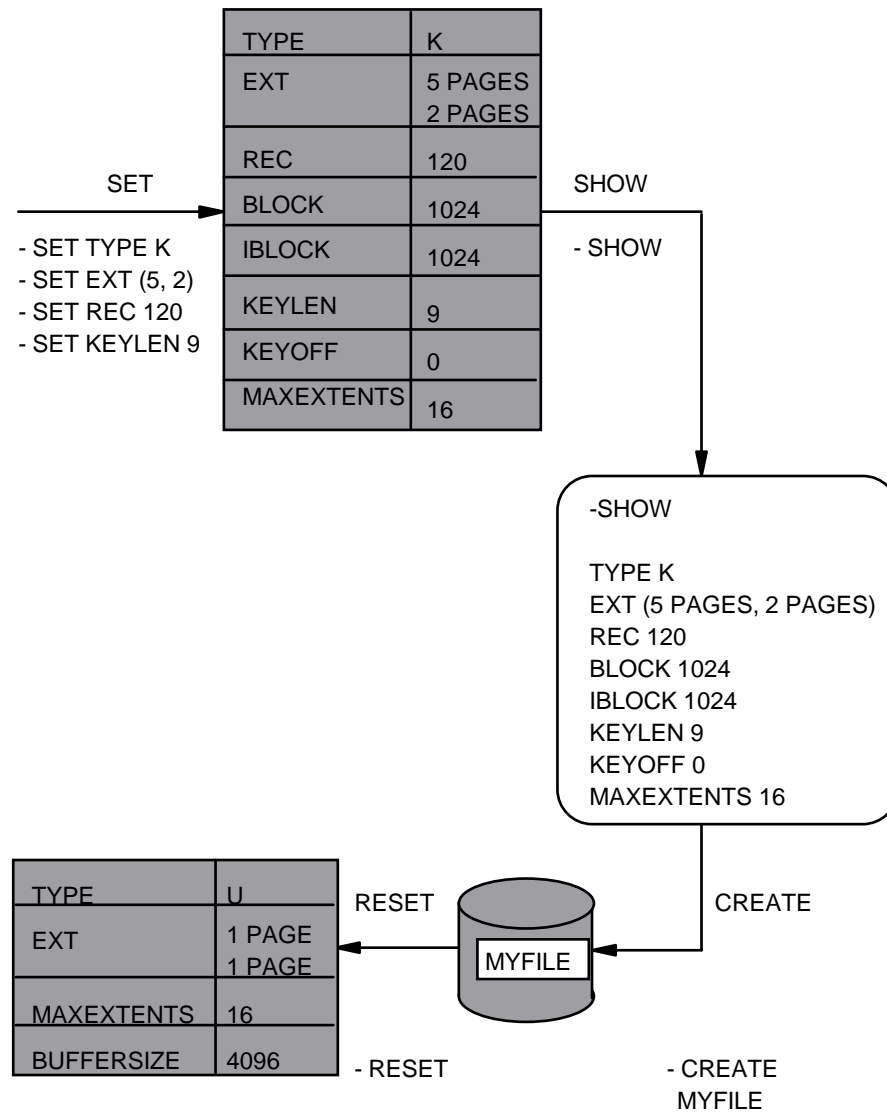 TYPE K
EXT 5 PAGES
2 PAGES
REC 120
BLOCK 1024
IBLOCK 1024
KEYLEN 9
KEYOFF 0
MAXEXTENTS 16
SET
- SET TYPE K
- SET EXT (5, 2)
- SET REC 120
- SET KEYLEN 9
SHOW
- SHOW
-SHOW
TYPE K
EXT (5 PAGES, 2 PAGES)
REC 120
BLOCK 1024
IBLOCK 1024
KEYLEN 9
KEYOFF 0
MAXEXTENTS 16
CREATE
- CREATE
MYFILE
MYFILE
RESET
- RESET
TYPE U
EXT 1 PAGE
1 PAGE
MAXEXTENTS 16
BUFFERSIZE 4096